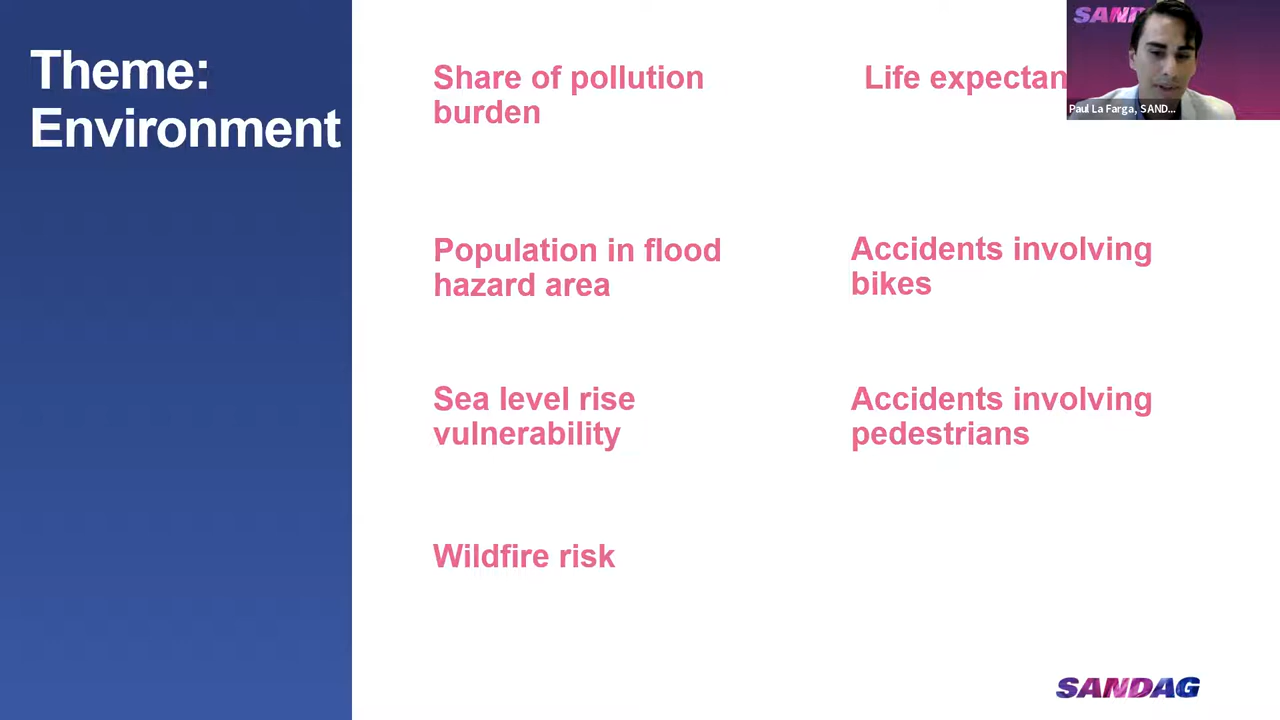 Theme:
Environment
Share of pollution
burden
Life expectan
SAND
Paul La Farga, SAND...
Population in flood
hazard area
Accidents involving
bikes
Sea level rise
vulnerability
Accidents involving
pedestrians
Wildfire risk
SANDAG